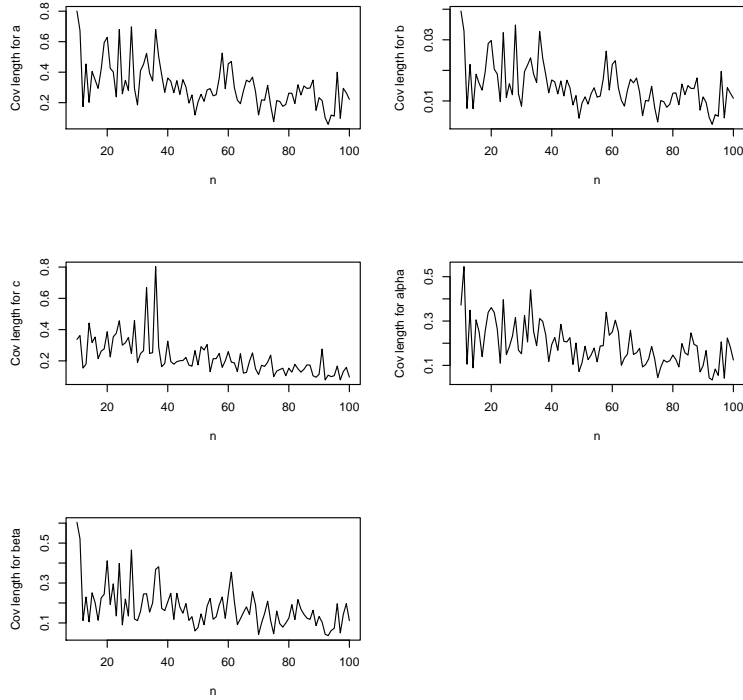 Cov length for a
0.2 0.4 0.6 0.8
20 40 60 80 100
n
Cov length for b
0.01 0.03
20 40 60 80 100
n
Cov length for c
0.2 0.4 0.6 0.8
20 40 60 80 100
n
Cov length for alpha
0.1 0.3 0.5
20 40 60 80 100
n
Cov length for beta
0.1 0.3 0.5
20 40 60 80 100
n